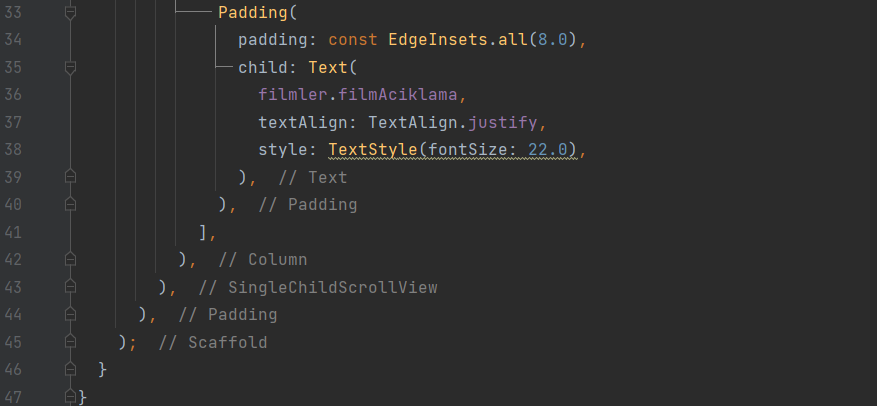 33 Padding(
34 padding: const EdgeInsets.all(8.0),
35 child: Text(
36 filmler.filmAciklama,
37 textAlign: TextAlign.justify,
38 style: TextStyle(fontSize: 22.0),
39 ), // Text
40 ), // Padding
41 ],
42 ), // Column
43 ), // SingleChildScrollView
44 ), // Padding
45 ); // Scaffold
46 }
47 }